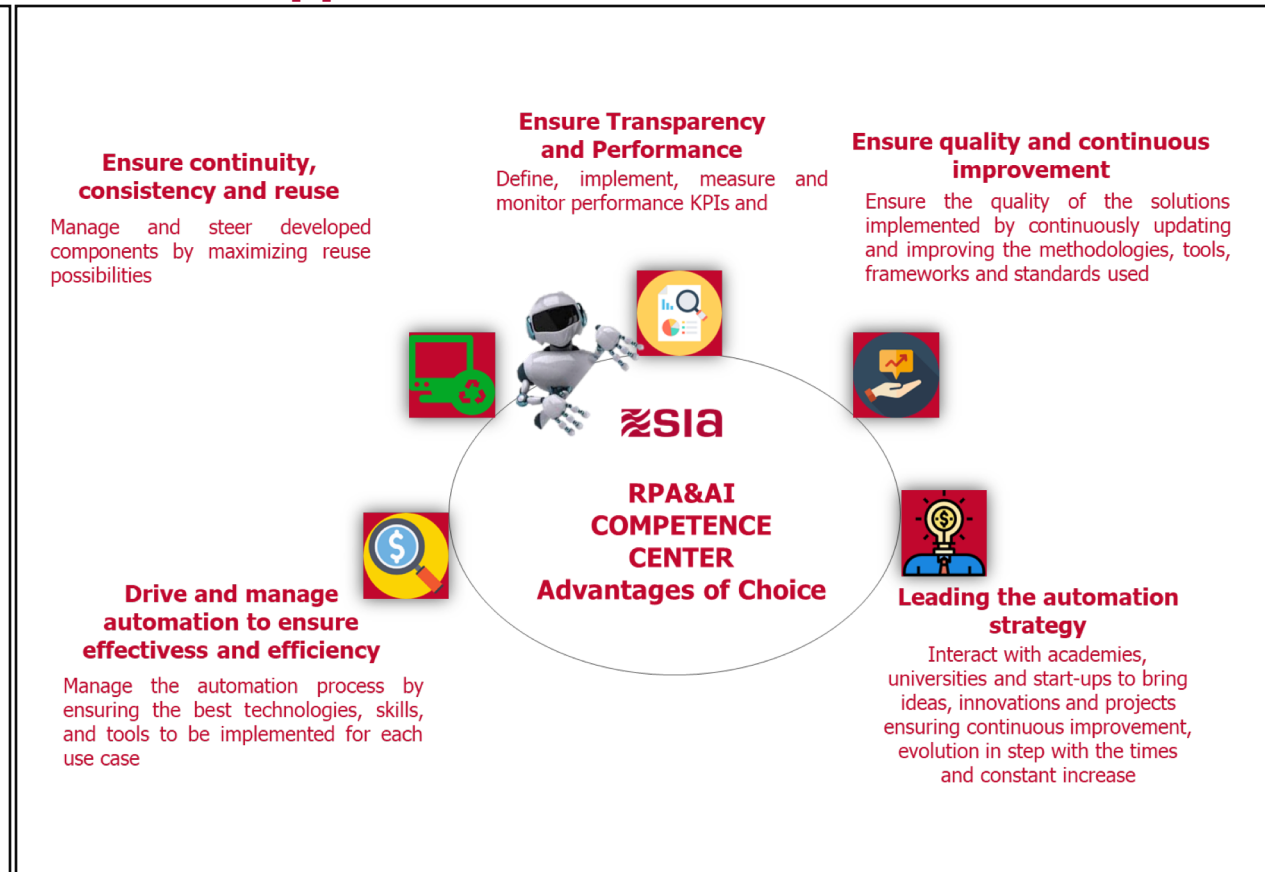 Ensure Transparency
and Performance
Define, implement, measure and
monitor performance KPIs and
Ensure continuity,
consistency and reuse
Manage and steer developed
components by maximizing reuse
possibilities
Ensure quality and continuous
improvement
Ensure the quality of the solutions
implemented by continuously updating
and improving the methodologies, tools,
frameworks and standards used
sia
RPA&AI
COMPETENCE
CENTER
Advantages of Choice
Drive and manage
automation to ensure
effectivess and efficiency
Manage the automation process by
ensuring the best technologies, skills,
and tools to be implemented for each
use case
Leading the automation
strategy
Interact with academies,
universities and start-ups to bring
ideas, innovations and projects
ensuring continuous improvement,
evolution in step with the times
and constant increase